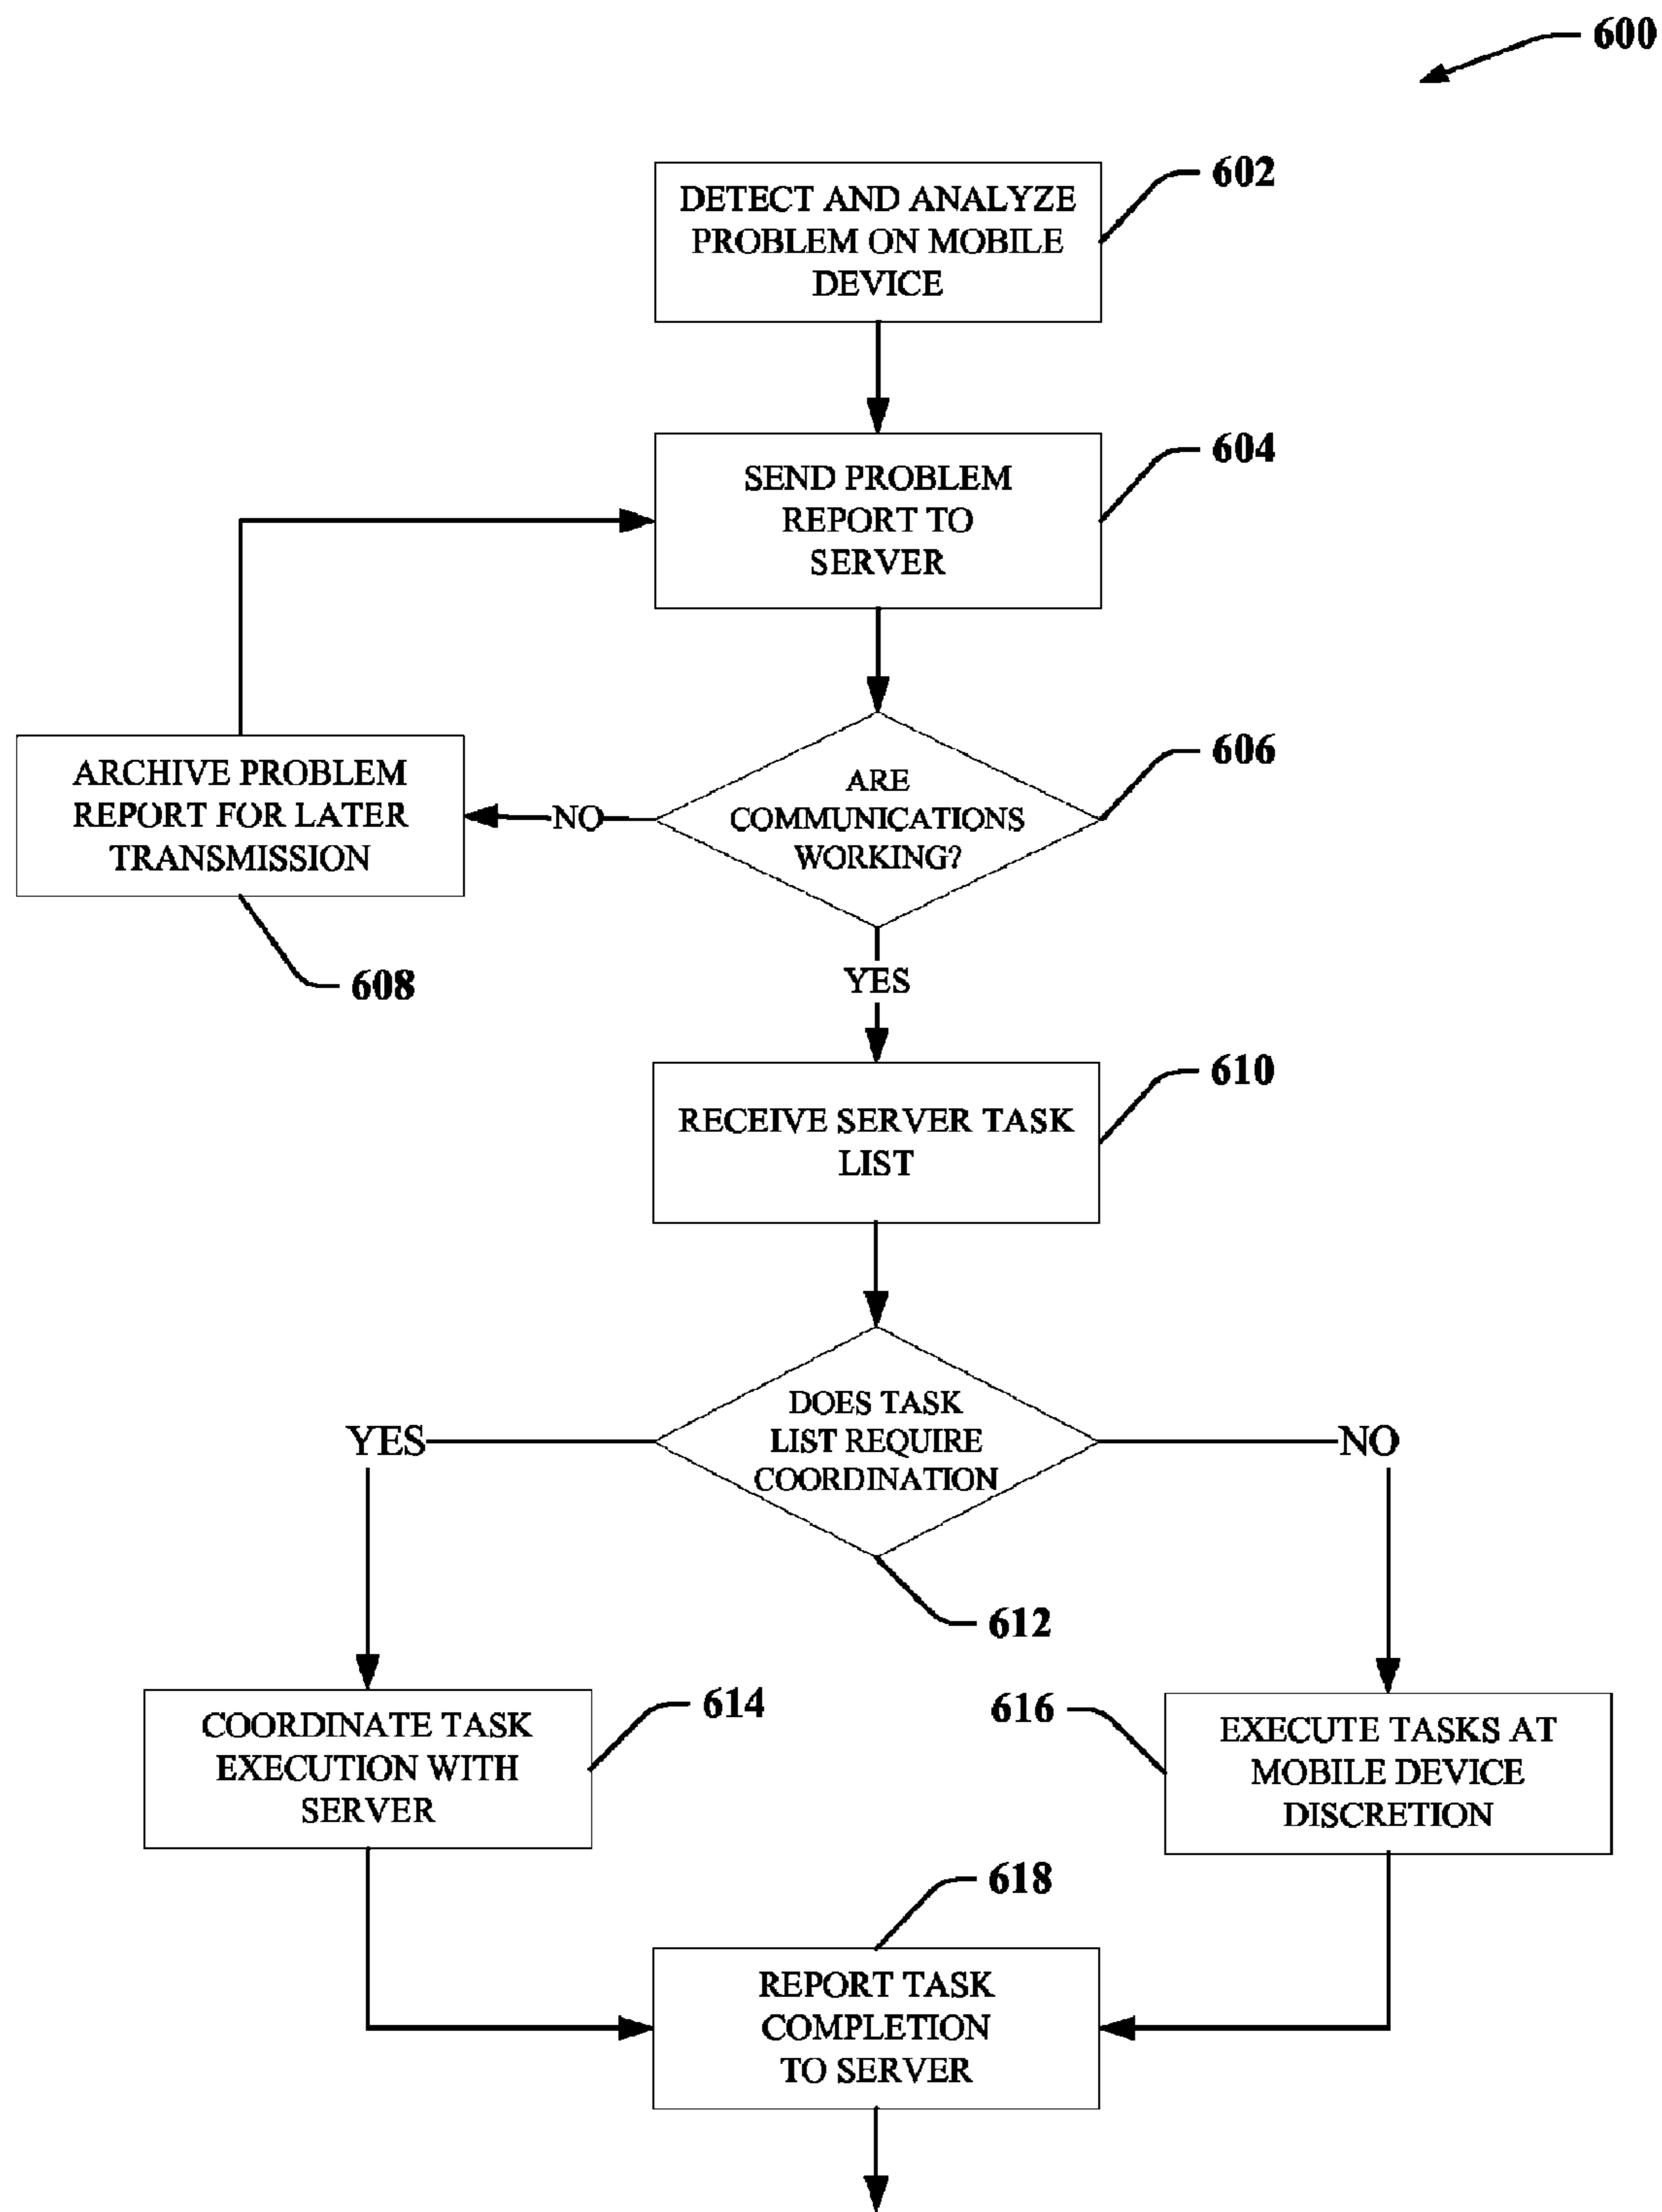 600
602
DETECT AND ANALYZE
PROBLEM ON MOBILE
DEVICE
604
SEND PROBLEM
REPORT TO
SERVER
606
ARE
COMMUNICATIONS
WORKING?
NO
ARCHIVE PROBLEM
REPORT FOR LATER
TRANSMISSION
608
YES
610
RECEIVE SERVER TASK
LIST
DOES TASK
LIST REQUIRE
COORDINATION
YES
NO
612
614
COORDINATE TASK
EXECUTION WITH
SERVER
616
EXECUTE TASKS AT
MOBILE DEVICE
DISCRETION
618
REPORT TASK
COMPLETION
TO SERVER